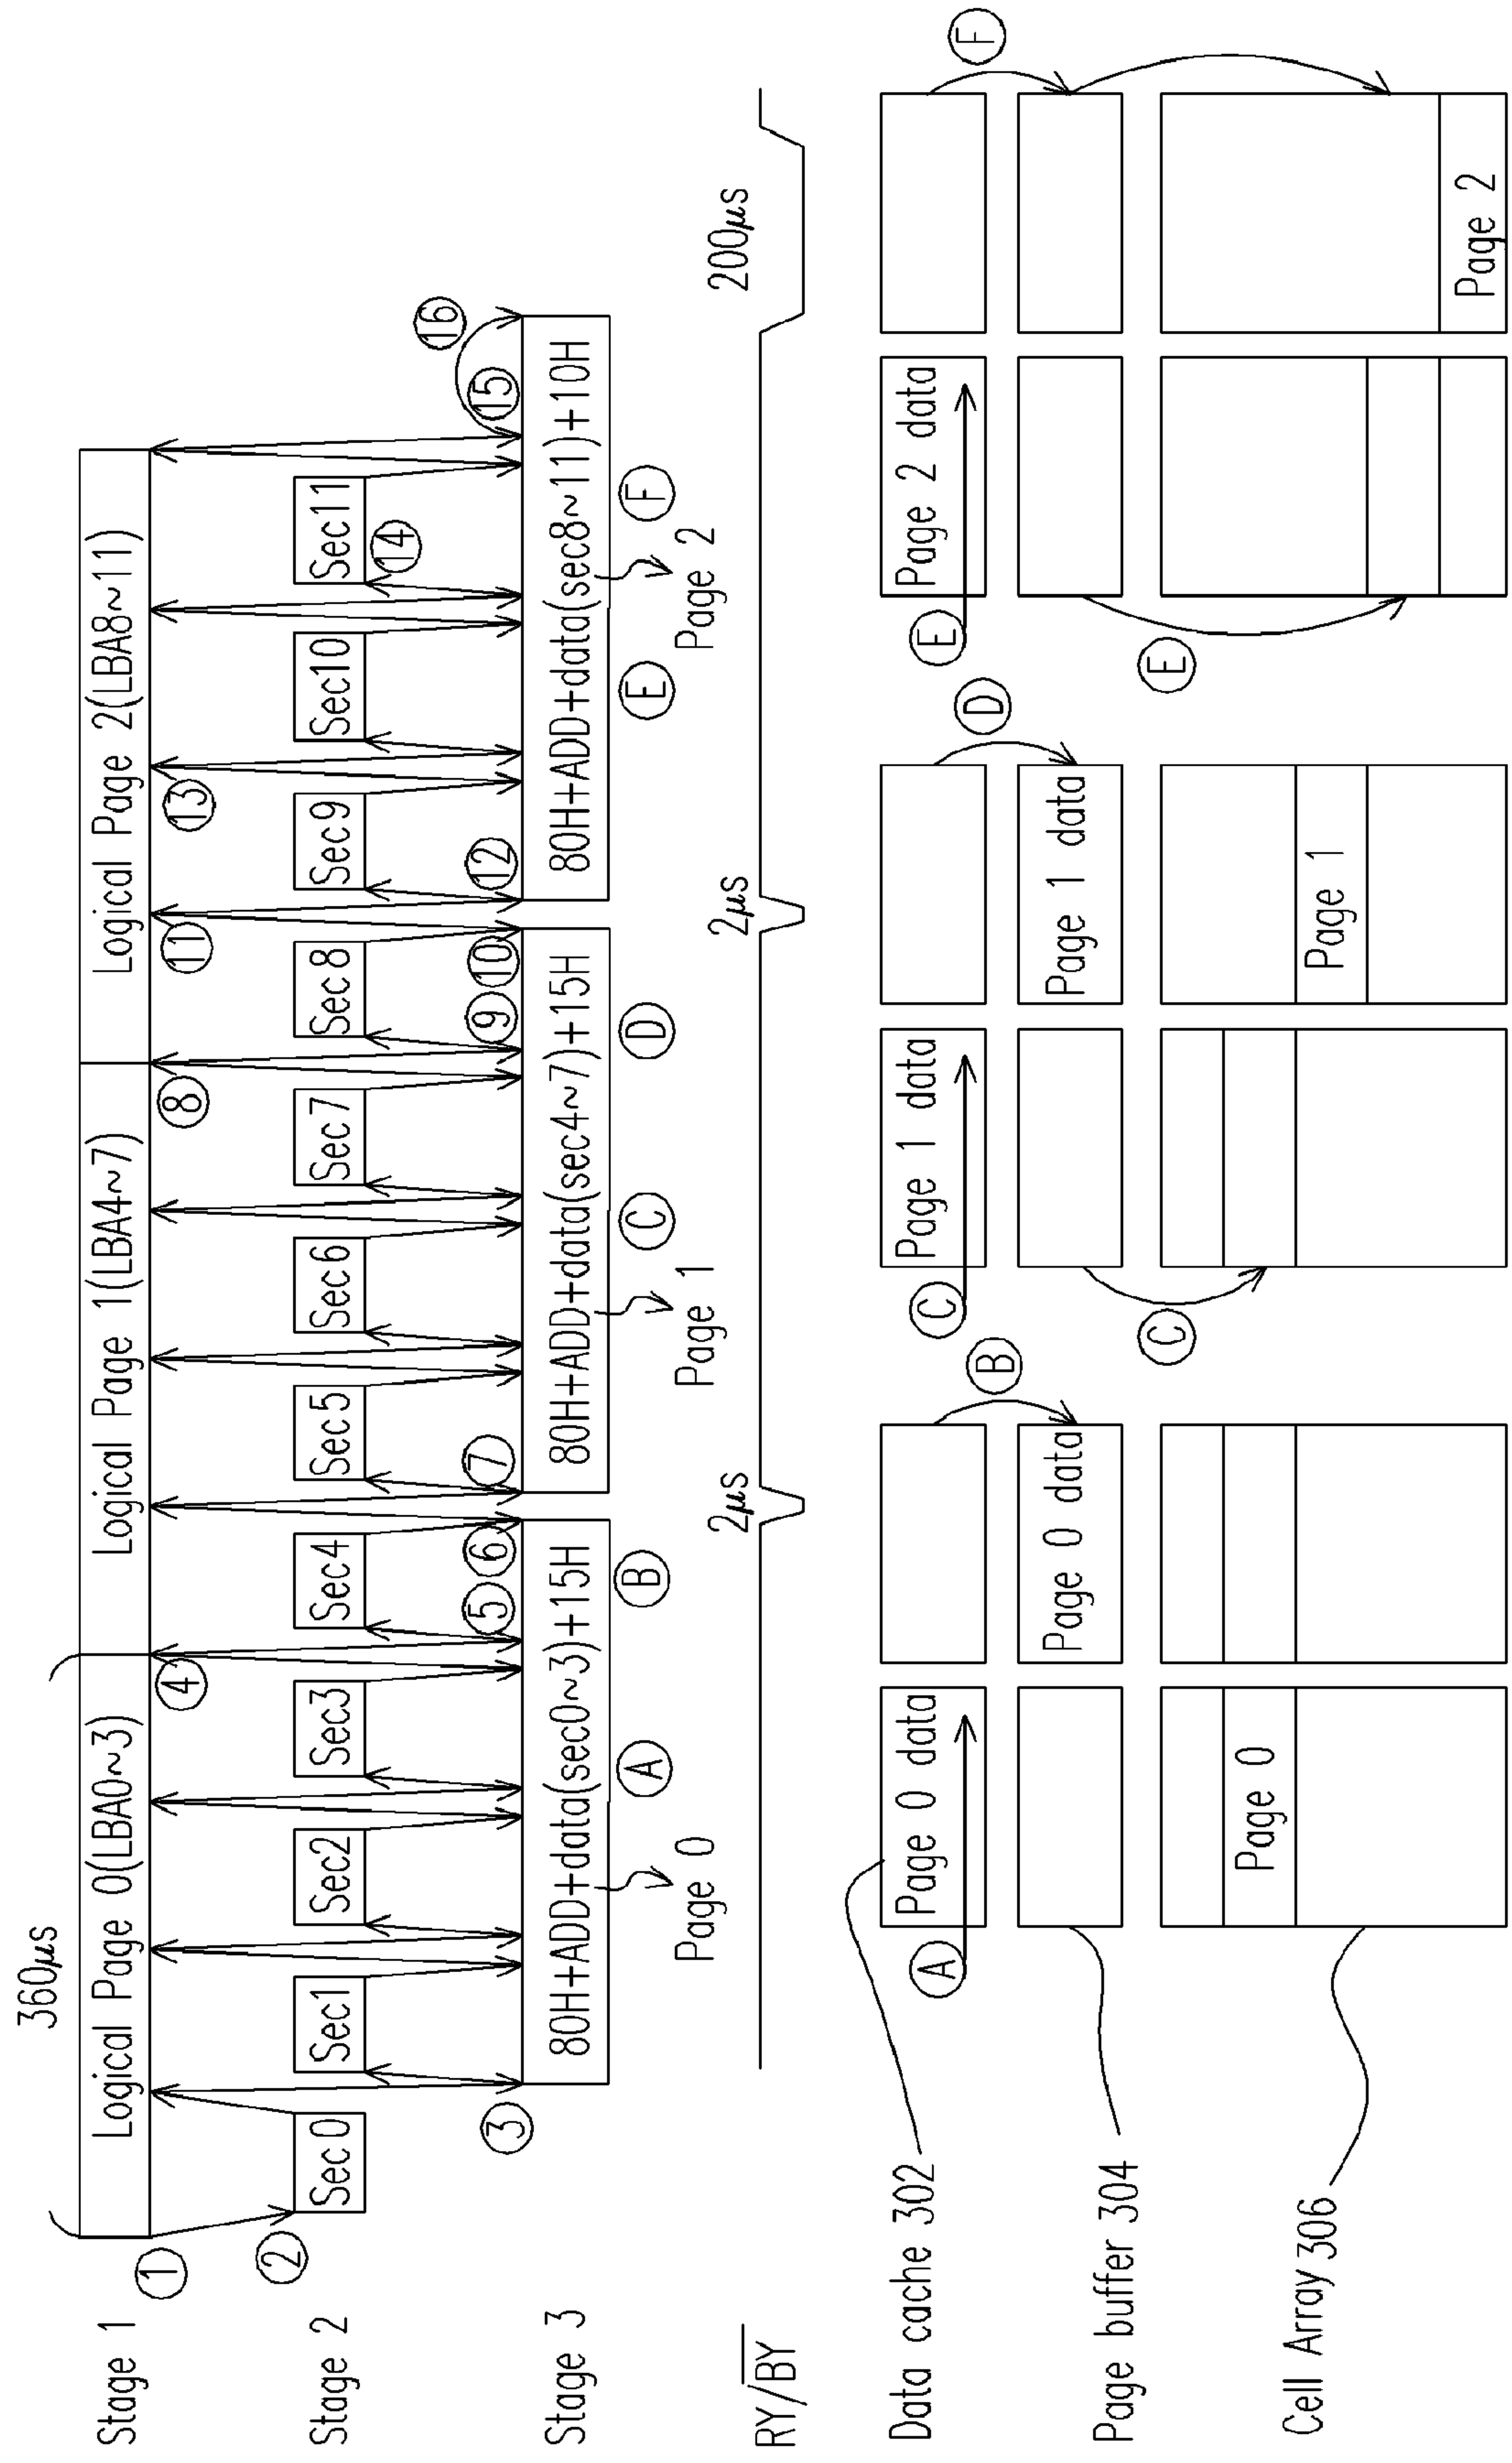 360μs
Stage 1
Logical Page 0(LBA0~3)
Logical Page 1(LBA4~7)
Logical Page 2(LBA8~11)
1
4
8
11
13
Stage 2
2
Sec0
Sec1
Sec2
Sec3
Sec4
Sec5
Sec6
Sec7
Sec8
Sec9
Sec10
Sec11
14
16
3
5
6
7
9
10
12
15
Stage 3
80H+ADD+data(sec0~3)+15H
80H+ADD+data(sec4~7)+15H
80H+ADD+data(sec8~11)+10H
A
B
C
D
E
F
Page 0
Page 1
Page 2
2μs
2μs
200μs
RY/BY
Data cache 302
A
Page 0 data
B
C
Page 1 data
D
E
Page 2 data
F
Page buffer 304
Page 0 data
Page 1 data
C
E
Cell Array 306
Page 0
Page 1
Page 2